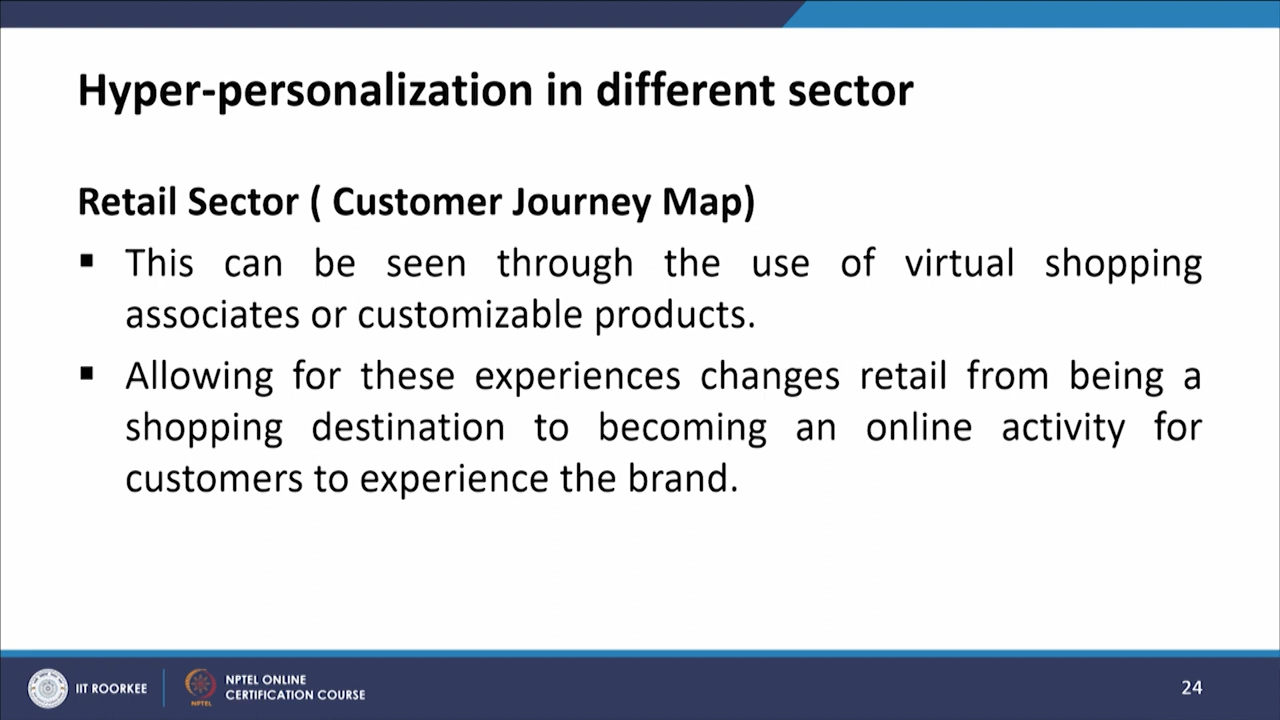 Hyper-personalization in different sector
Retail Sector ( Customer Journey Map)
▪ This can be seen through the use of virtual shopping
associates or customizable products.
▪ Allowing for these experiences changes retail from being a
shopping destination to becoming an online activity for
customers to experience the brand.
IIT ROORKEE
NPTEL
NPTEL ONLINE
CERTIFICATION COURSE
24